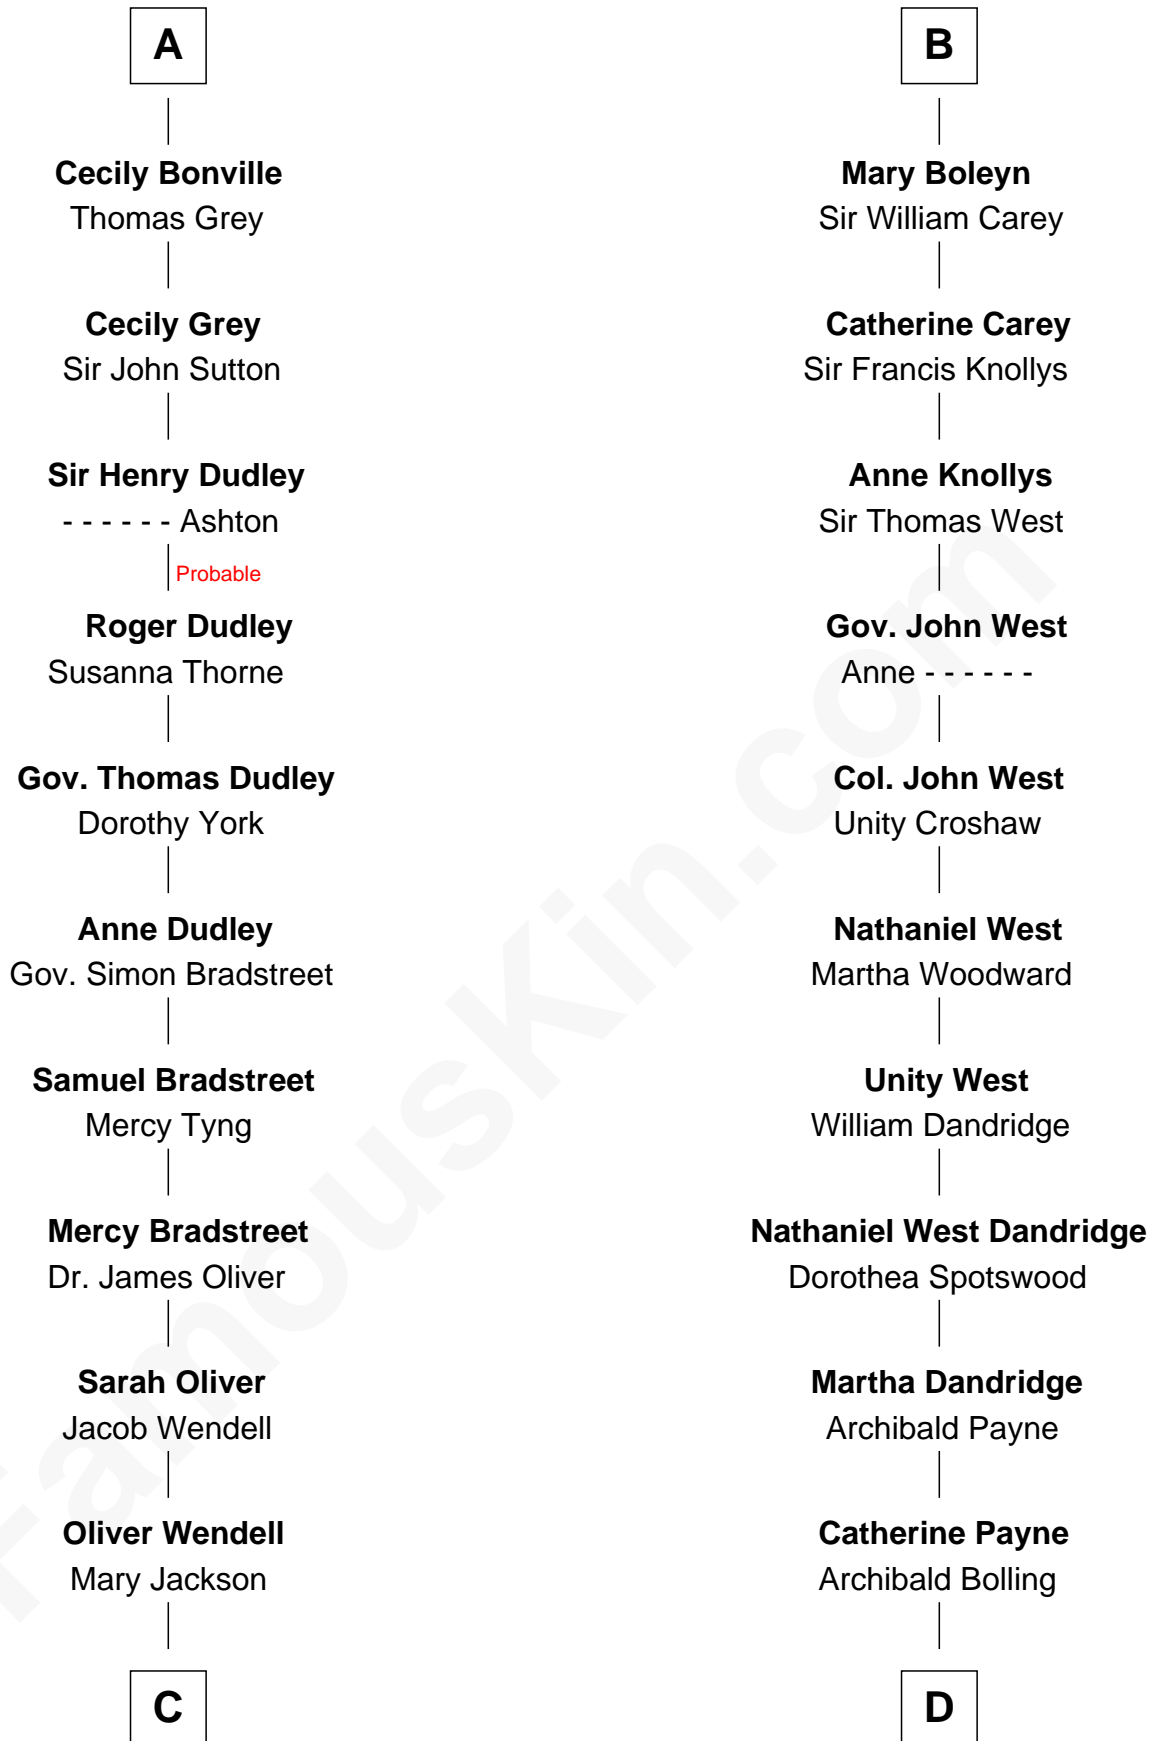 A
Cecily Bonville
Thomas Grey
Cecily Grey
Sir John Sutton
Sir Henry Dudley
- - - - - - Ashton
Probable
Roger Dudley
Susanna Thorne
Gov. Thomas Dudley
Dorothy York
Anne Dudley
Gov. Simon Bradstreet
Samuel Bradstreet
Mercy Tyng
Mercy Bradstreet
Dr. James Oliver
Sarah Oliver
Jacob Wendell
Oliver Wendell
Mary Jackson
C
B
Mary Boleyn
Sir William Carey
Catherine Carey
Sir Francis Knollys
Anne Knollys
Sir Thomas West
Gov. John West
Anne - - - - - -
Col. John West
Unity Croshaw
Nathaniel West
Martha Woodward
Unity West
William Dandridge
Nathaniel West Dandridge
Dorothea Spotswood
Martha Dandridge
Archibald Payne
Catherine Payne
Archibald Bolling
D
FamousKin.com